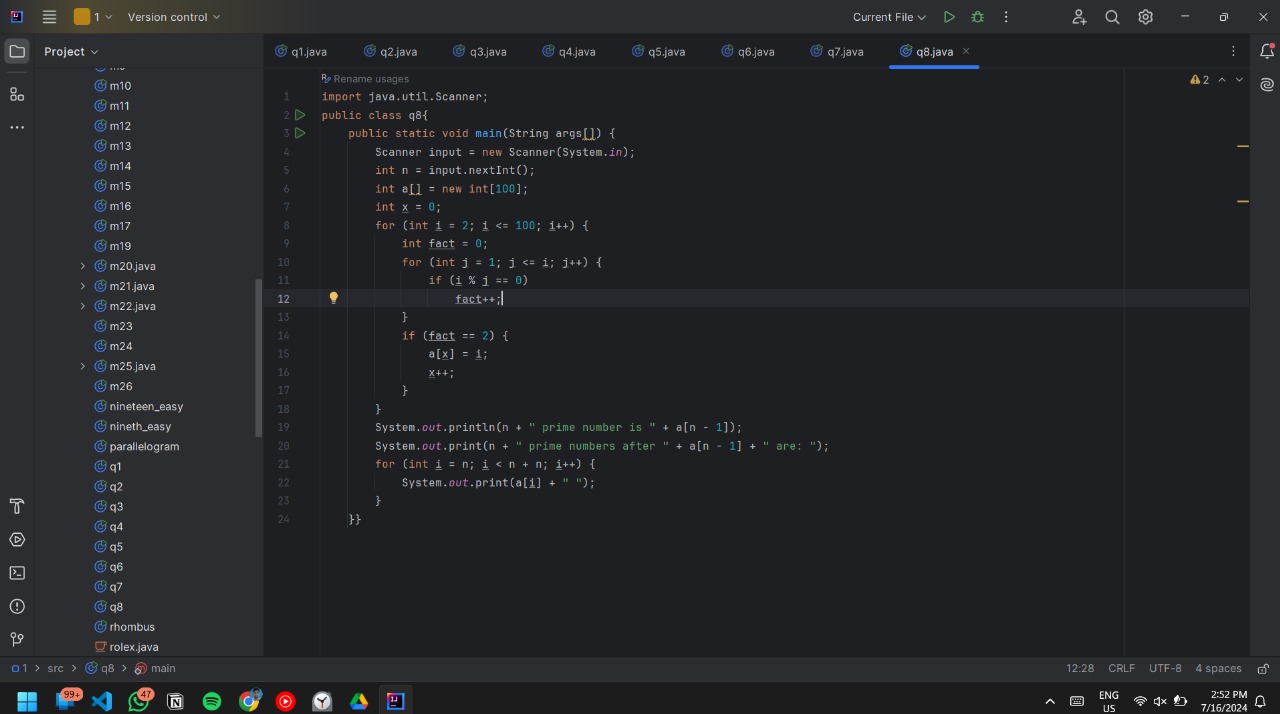 1
Version control
Current File
Project
q1.java
q2.java
q3.java
q4.java
q5.java
q6.java
q7.java
q8.java
m10
m11
m12
m13
m14
m15
m16
m17
m19
m20.java
m21.java
m22.java
m23
m24
m25.java
m26
nineteen_easy
nineth_easy
parallelogram
q1
q2
q3
q4
q5
q6
q7
q8
rhombus
rolex.java
Rename usages
2
1 import java.util.Scanner;
2 public class q8{
3 public static void main(String args[]) {
4 Scanner input = new Scanner(System.in);
5 int n = input.nextInt();
6 int a[] = new int[100];
7 int x = 0;
8 for (int i = 2; i <= 100; i++) {
9 int fact = 0;
10 for (int j = 1; j <= i; j++) {
11 if (i % j == 0)
12 fact++;
13 }
14 if (fact == 2) {
15 a[x] = i;
16 x++;
17 }
18 }
19 System.out.println(n + " prime number is " + a[n - 1]);
20 System.out.print(n + " prime numbers after " + a[n - 1] + " are: ");
21 for (int i = n; i < n + n; i++) {
22 System.out.print(a[i] + " ");
23 }
24 }}
1 > src > q8 > main
12:28 CRLF UTF-8 4 spaces
99+
47
ENG
US
2:52 PM
7/16/2024